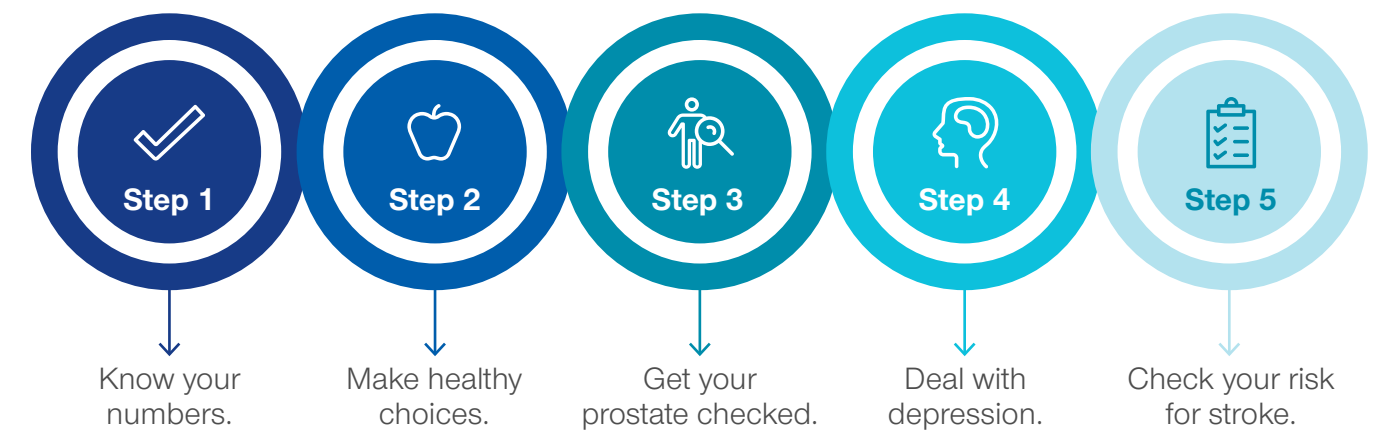 Step 1
Step 2
Step 3
Step 4
Step 5
Know your
numbers.
Make healthy
choices.
Get your
prostate checked.
Deal with
depression.
Check your risk
for stroke.